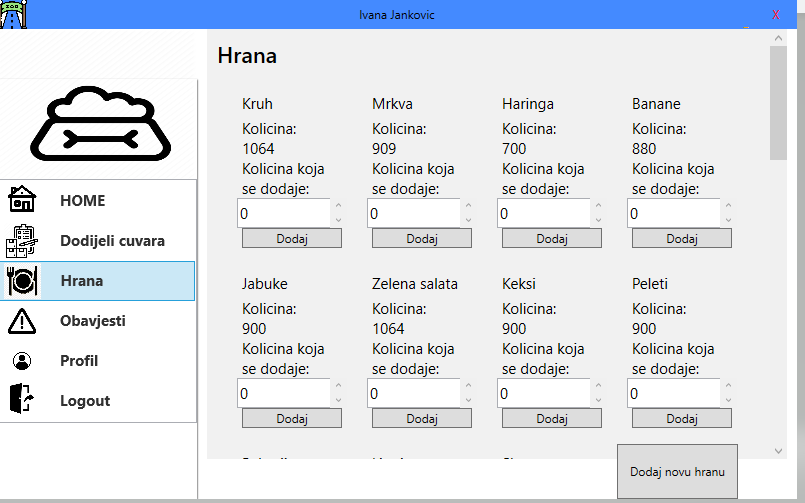 ZOO
Ivana Jankovic
X
Hrana
HOME
Dodijeli cuvara
Hrana
Obavjesti
Profil
Logout
Kruh
Kolicina:
1064
Kolicina koja
se dodaje:
0
Dodaj
Mrkva
Kolicina:
909
Kolicina koja
se dodaje:
0
Dodaj
Haringa
Kolicina:
700
Kolicina koja
se dodaje:
0
Dodaj
Banane
Kolicina:
880
Kolicina koja
se dodaje:
0
Dodaj
Jabuke
Kolicina:
900
Kolicina koja
se dodaje:
0
Dodaj
Zelena salata
Kolicina:
1064
Kolicina koja
se dodaje:
0
Dodaj
Keksi
Kolicina:
900
Kolicina koja
se dodaje:
0
Dodaj
Peleti
Kolicina:
900
Kolicina koja
se dodaje:
0
Dodaj
Dodaj novu hranu